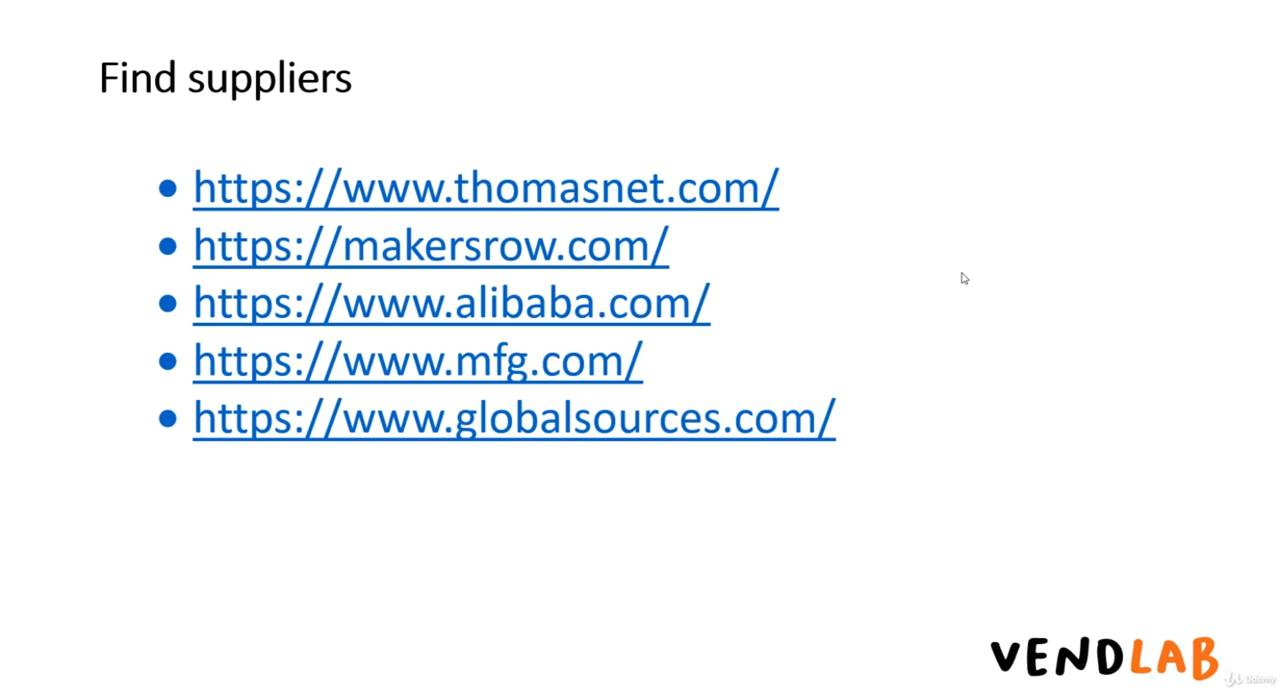 Find suppliers
• https://www.thomasnet.com/
• https://makersrow.com/
• https://www.alibaba.com/
• https://www.mfg.com/
• https://www.globalsources.com/
VENDLAB
Udemy